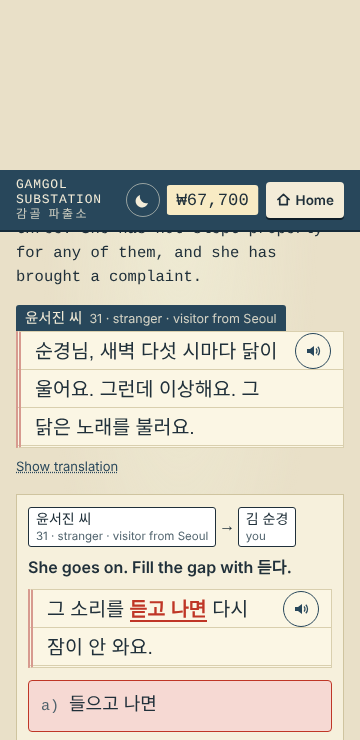 GAMGOL
SUBSTATION
감골 파출소
₩67,700
Home
for any of them, and she has
brought a complaint.
윤서진 씨 31 · stranger · visitor from Seoul
순경님, 새벽 다섯 시마다 닭이
울어요. 그런데 이상해요. 그
닭은 노래를 불러요.
Show translation
윤서진 씨
31 · stranger · visitor from Seoul
→
김 순경
you
She goes on. Fill the gap with 듣다.
그 소리를 듣고 나면 다시
잠이 안 와요.
a) 들으고 나면